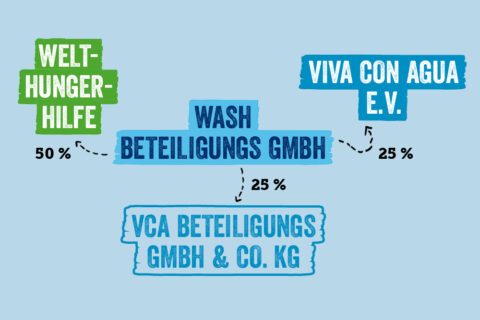 WELT-
HUNGER-
HILFE
50 %
VIVA CON AGUA
E.V.
25 %
WASH
BETEILIGUNGS GMBH
25 %
VCA BETEILIGUNGS
GMBH & CO. KG